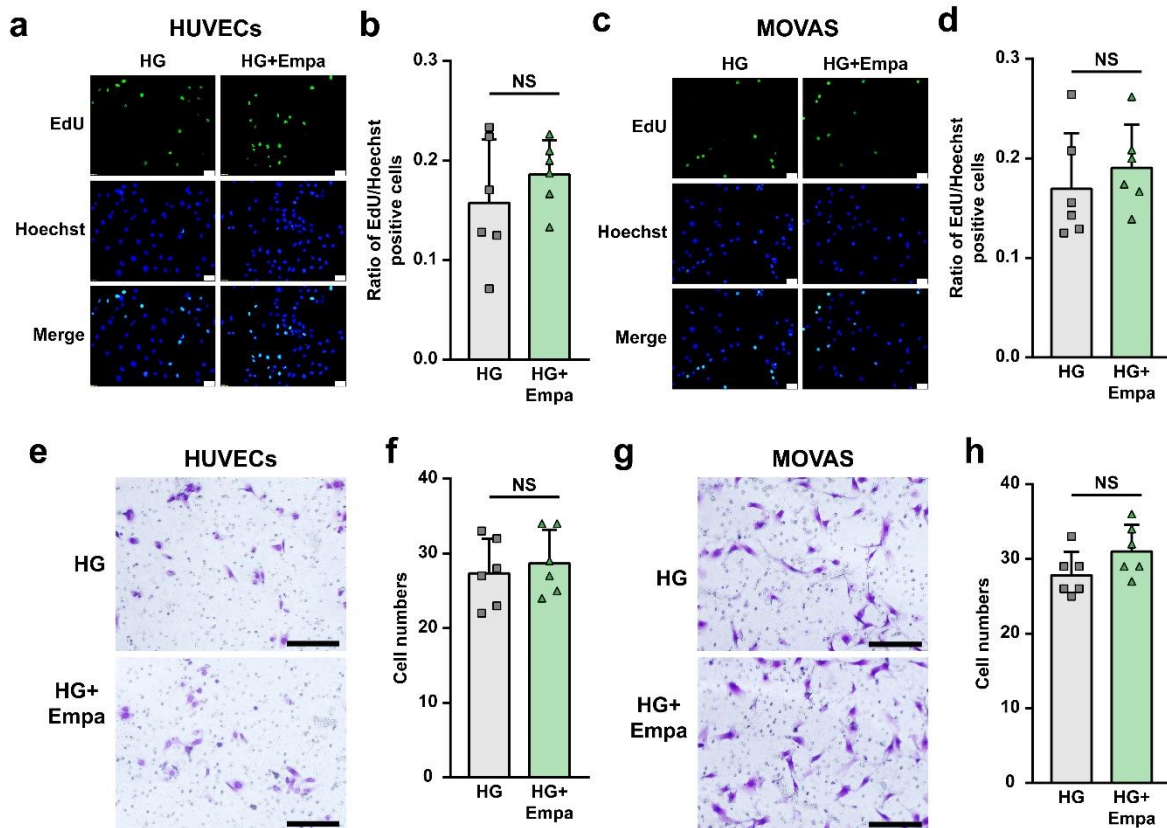 a
HUVECs
HG
HG+Empa
EdU
Hoechst
Merge
b
Ratio of EdU/Hoechst
positive cells
0.3
0.2
0.1
0.0
NS
HG
HG+
Empa
c
MOVAS
HG
HG+Empa
EdU
Hoechst
Merge
d
Ratio of EdU/Hoechst
positive cells
0.3
0.2
0.1
0.0
NS
HG
HG+
Empa
e
HUVECs
HG
HG+
Empa
f
Cell numbers
40
30
20
10
0
NS
HG
HG+
Empa
g
MOVAS
HG
HG+
Empa
h
Cell numbers
40
30
20
10
0
NS
HG
HG+
Empa